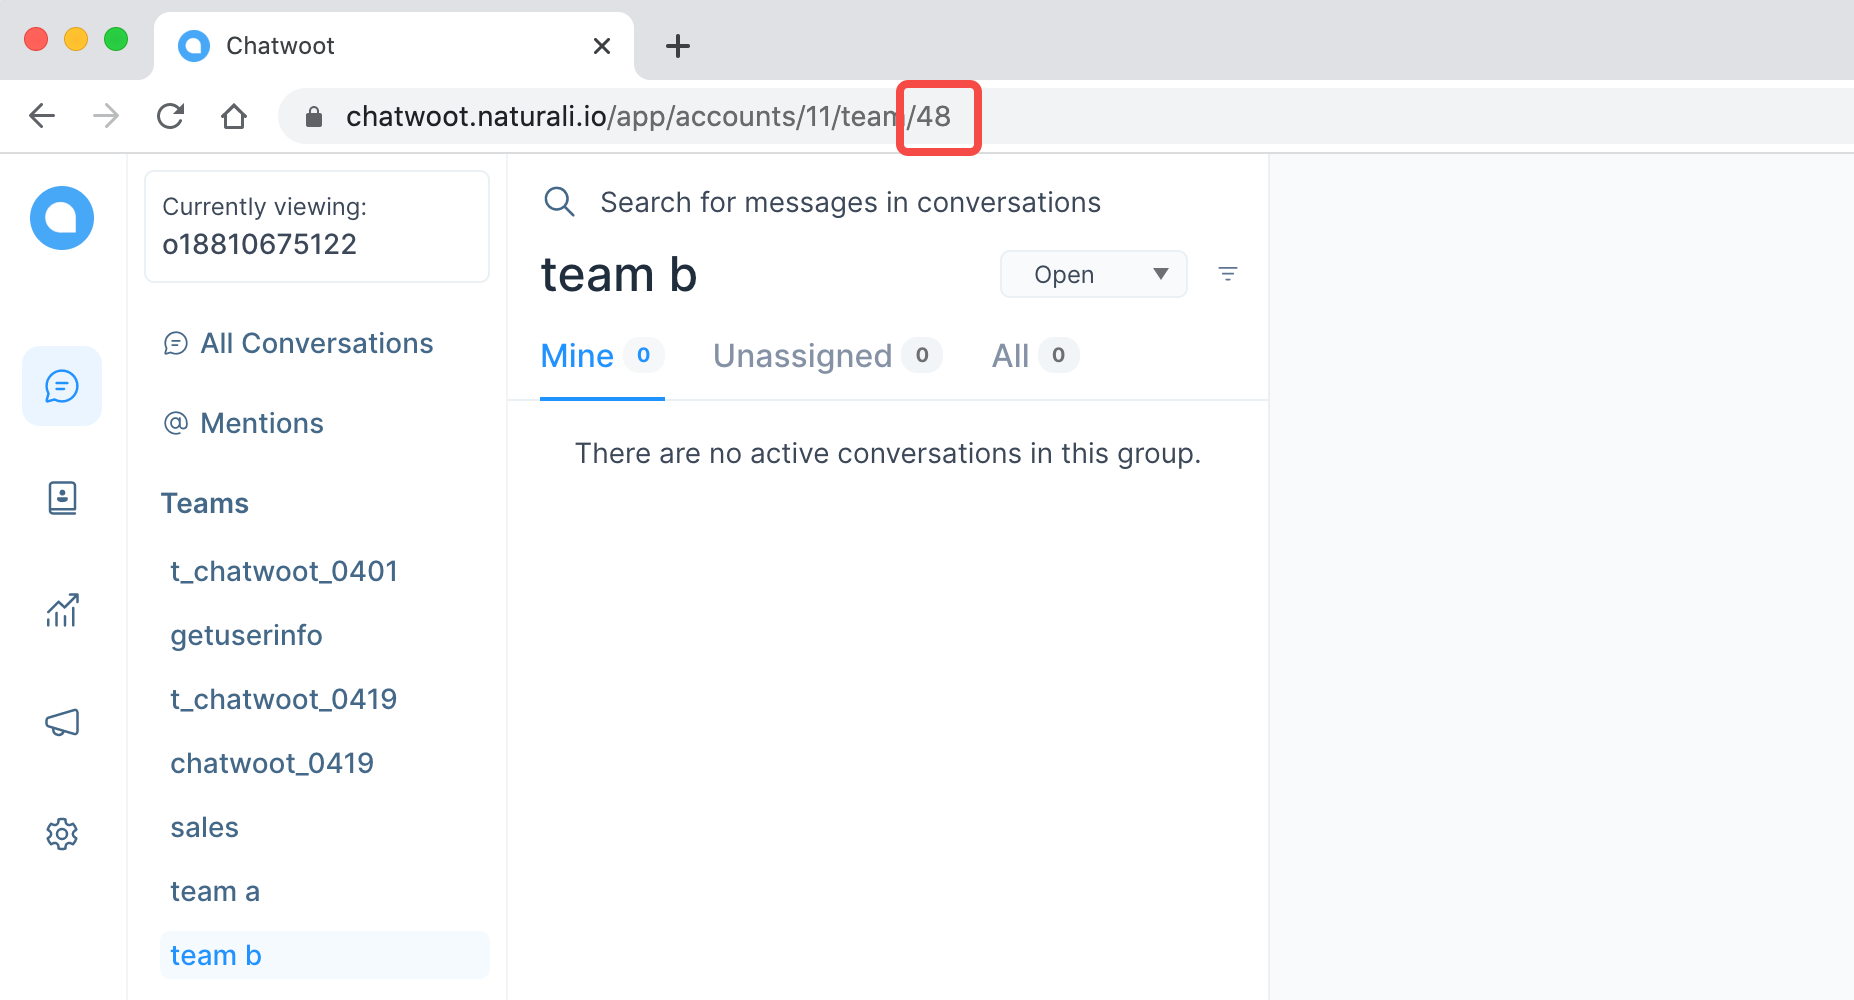 Chatwoot
chatwoot.naturali.io/app/accounts/11/team/48
Currently viewing:
o18810675122
All Conversations
Mentions
Teams
t_chatwoot_0401
getuserinfo
t_chatwoot_0419
chatwoot_0419
sales
team a
team b
Search for messages in conversations
team b
Open
Mine 0 Unassigned 0 All 0
There are no active conversations in this group.